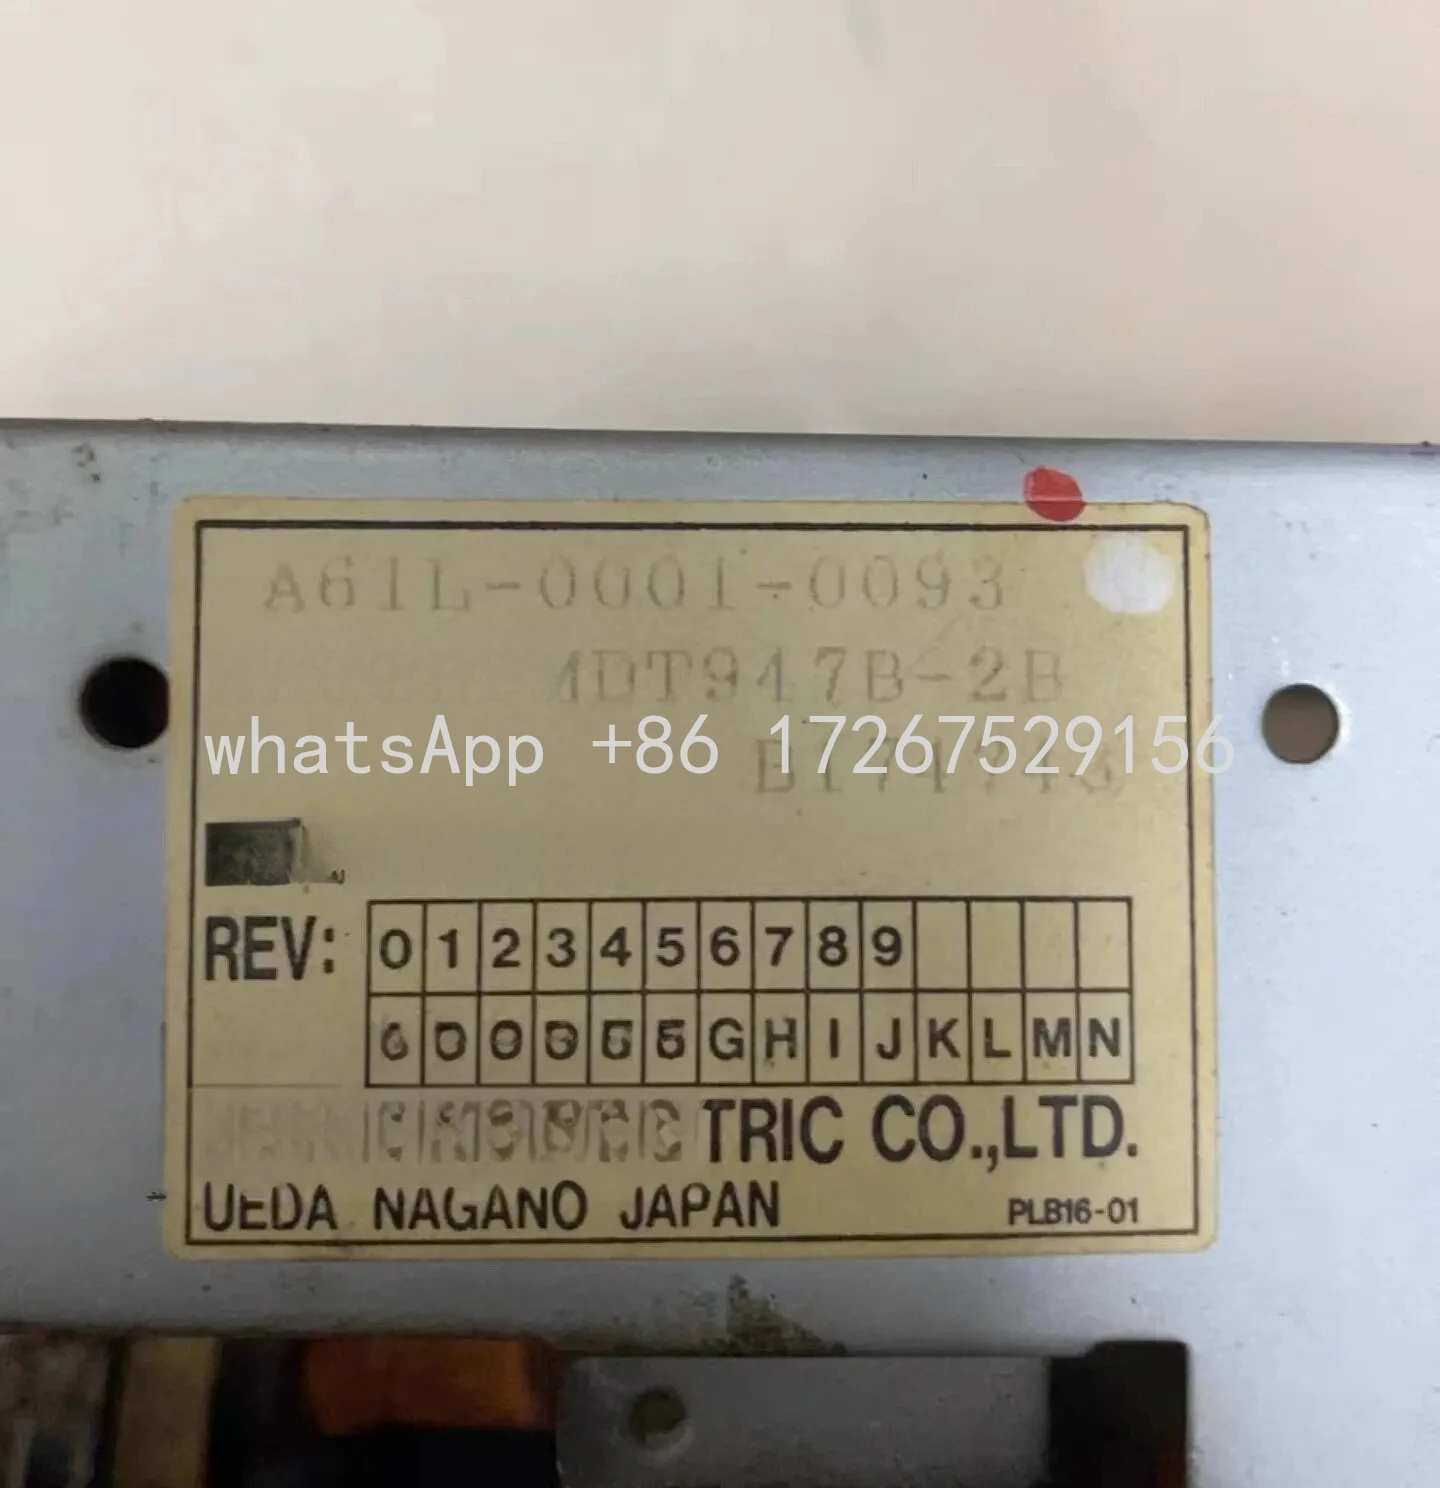 A61L-0001-0093
MDT947B-2B
whatsApp +86 17267529156
REV: 0 1 2 3 4 5 6 7 8 9
G H I J K L M N
TRIC CO.,LTD.
UEDA NAGANO JAPAN PLB16-01